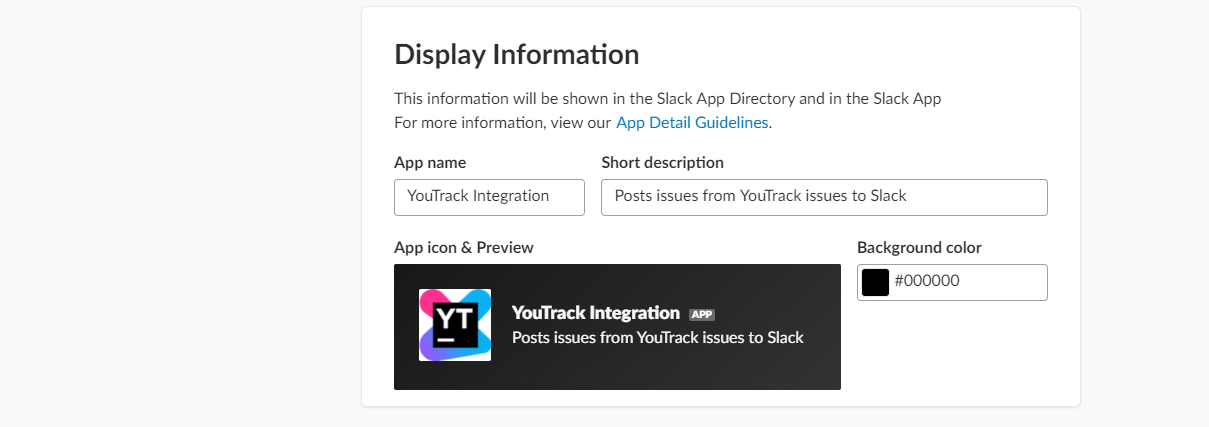 Display Information
This information will be shown in the Slack App Directory and in the Slack App
For more information, view our App Detail Guidelines.
App name
Short description
YouTrack Integration
Posts issues from YouTrack issues to Slack
App icon & Preview
Background color
#000000
YT
YouTrack Integration APP
Posts issues from YouTrack issues to Slack